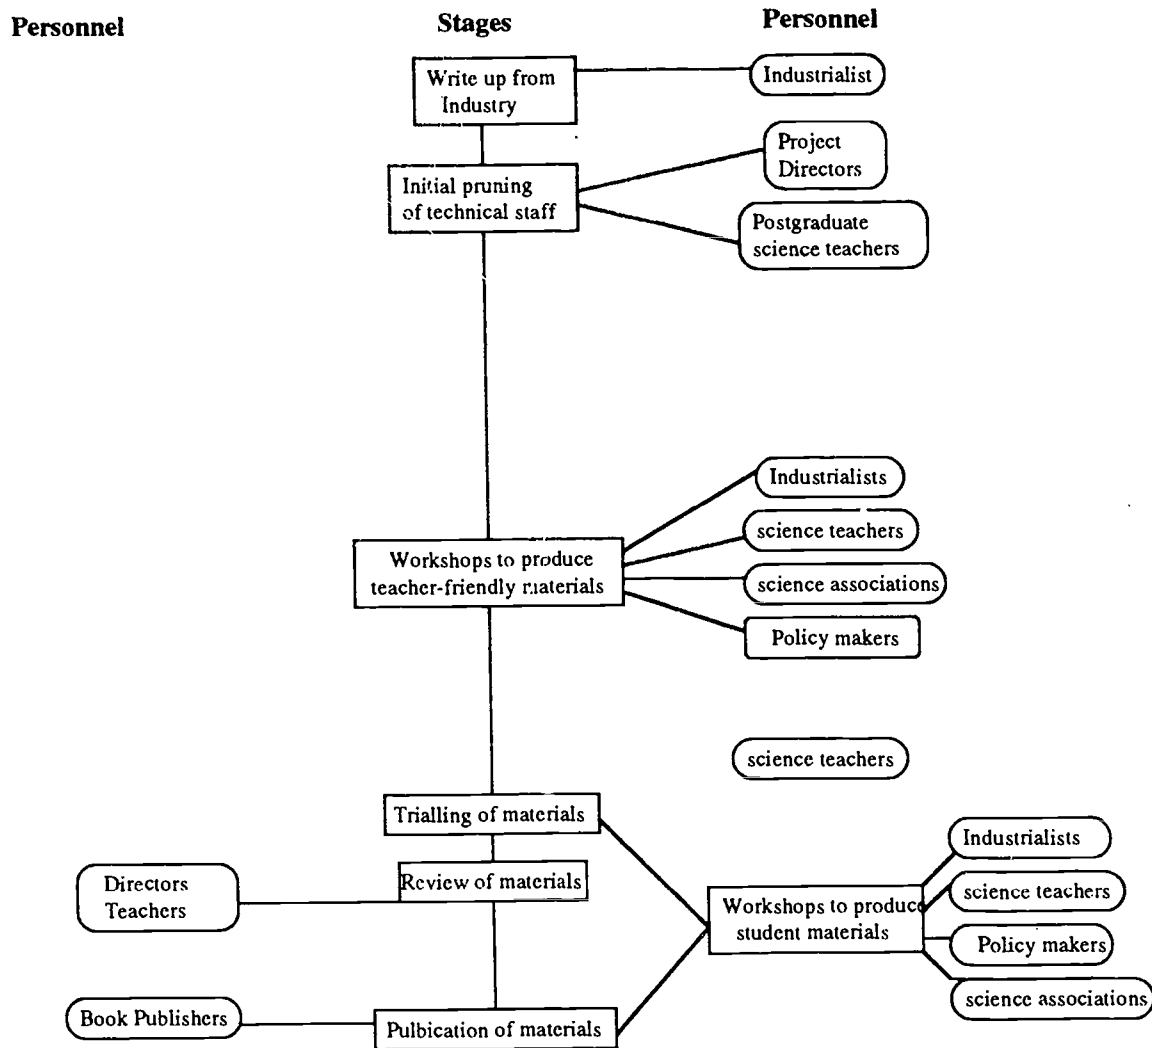 Personnel
Stages
Personnel
Write up from
Industry
Industrialist
Initial pruning
of technical staff
Project
Directors
Postgraduate
science teachers
Workshops to produce
teacher-friendly materials
Industrialists
science teachers
science associations
Policy makers
science teachers
Trialling of materials
Review of materials
Directors
Teachers
Workshops to produce
student materials
Industrialists
science teachers
Policy makers
science associations
Book Publishers
Pulbication of materials